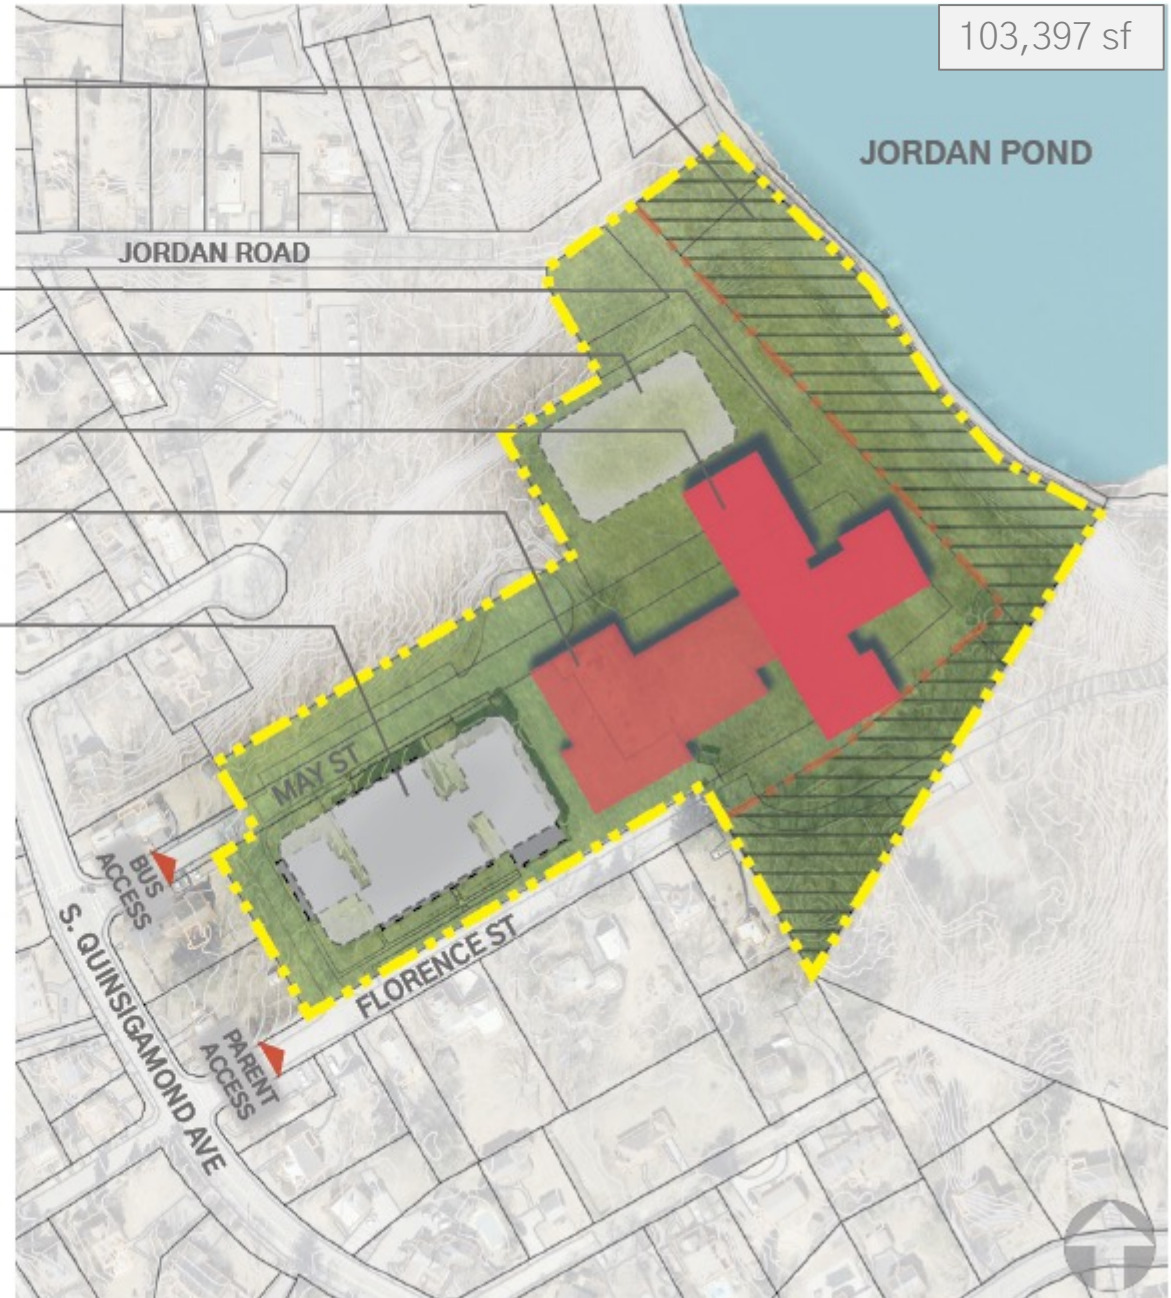 103,397 sf
JORDAN POND
JORDAN ROAD
MAY ST
BUS
ACCESS
S. QUINSIGAMOND AVE
FLORENCE ST
PARENT
ACCESS